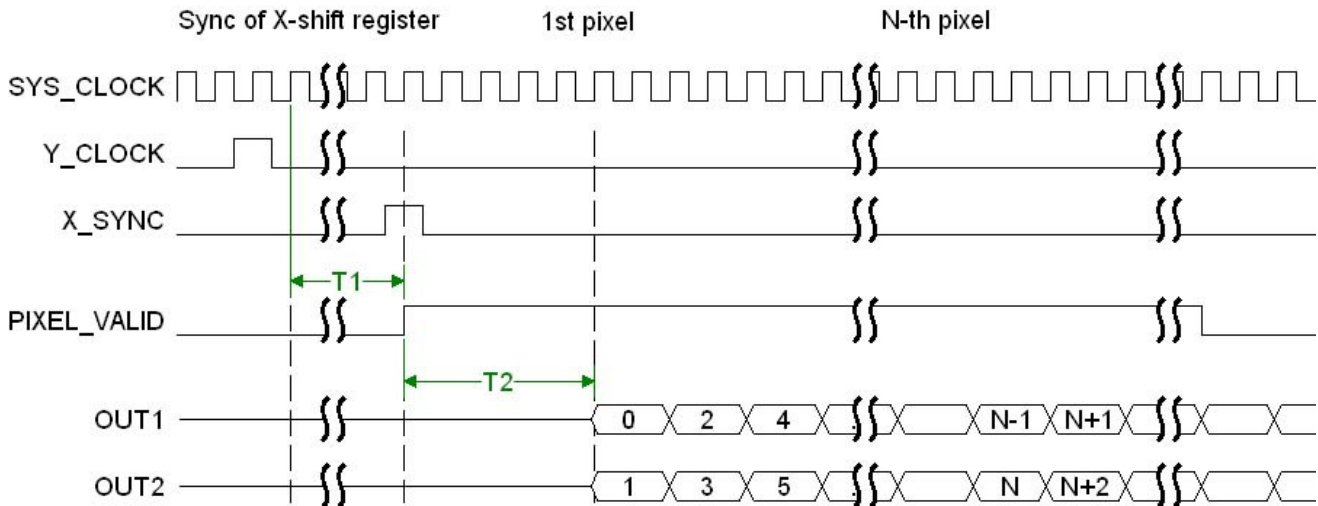 Sync of X-shift register 1st pixel N-th pixel
SYS_CLOCK
Y_CLOCK
X_SYNC
T1
PIXEL_VALID
T2
OUT1 0 2 4 N-1 N+1
OUT2 1 3 5 N N+2